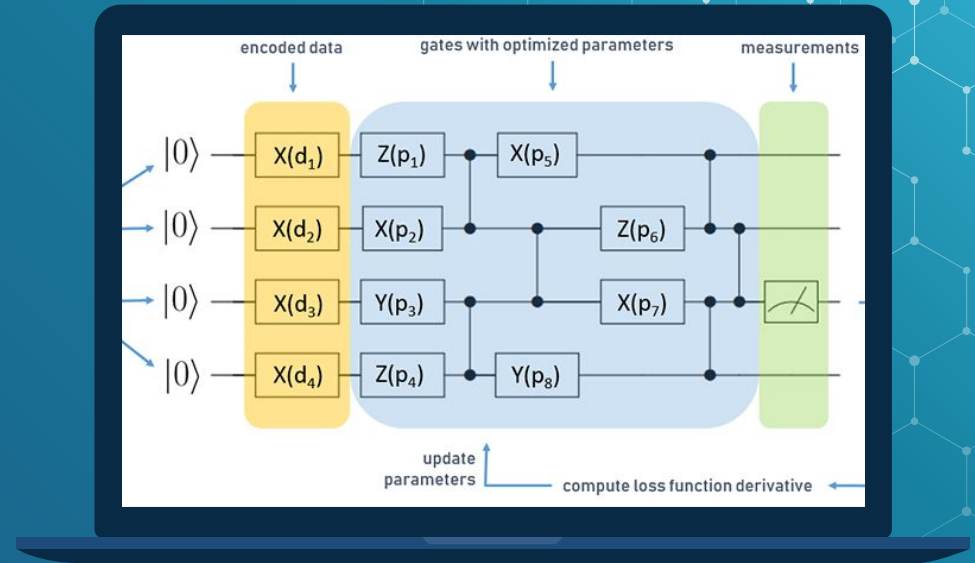 encoded data
gates with optimized parameters
measurements
|0⟩ X(d₁) Z(p₁) X(p₅)
|0⟩ X(d₂) X(p₂) Z(p₆)
|0⟩ X(d₃) Y(p₃) X(p₇)
|0⟩ X(d₄) Z(p₄) Y(p₈)
update
parameters
compute loss function derivative